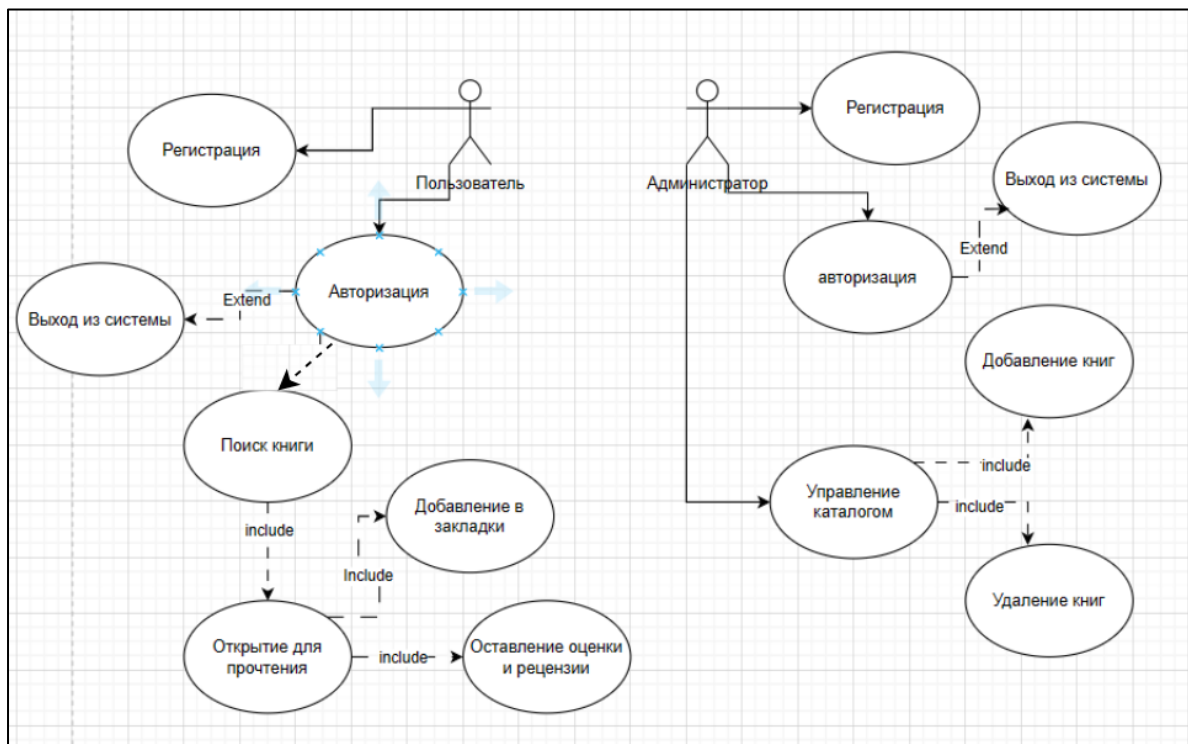 Регистрация
Пользователь
Авторизация
Extend
Выход из системы
Поиск книги
include
Добавление в
закладки
Include
Открытие для
прочтения
include
Оставление оценки
и рецензии
Администратор
Регистрация
Выход из системы
Extend
авторизация
Добавление книг
include
Управление
каталогом
include
Удаление книг